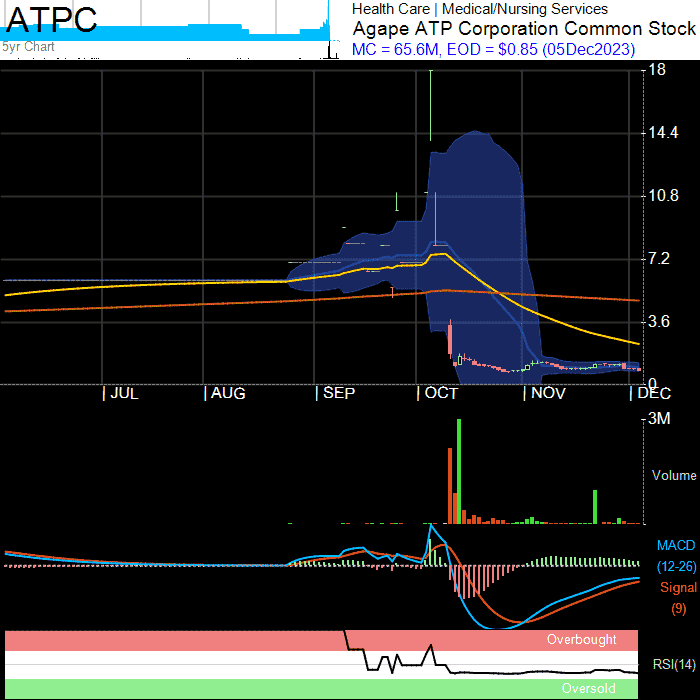 ATPC
5yr Chart
Health Care | Medical/Nursing Services
Agape ATP Corporation Common Stock
MC = 65.6M, EOD = $0.85 (05Dec2023)
18
14.4
10.8
7.2
3.6
0
| JUL | AUG | SEP | OCT | NOV | DEC
3M
Volume
MACD
(12-26)
Signal
(9)
Overbought
RSI(14)
Oversold